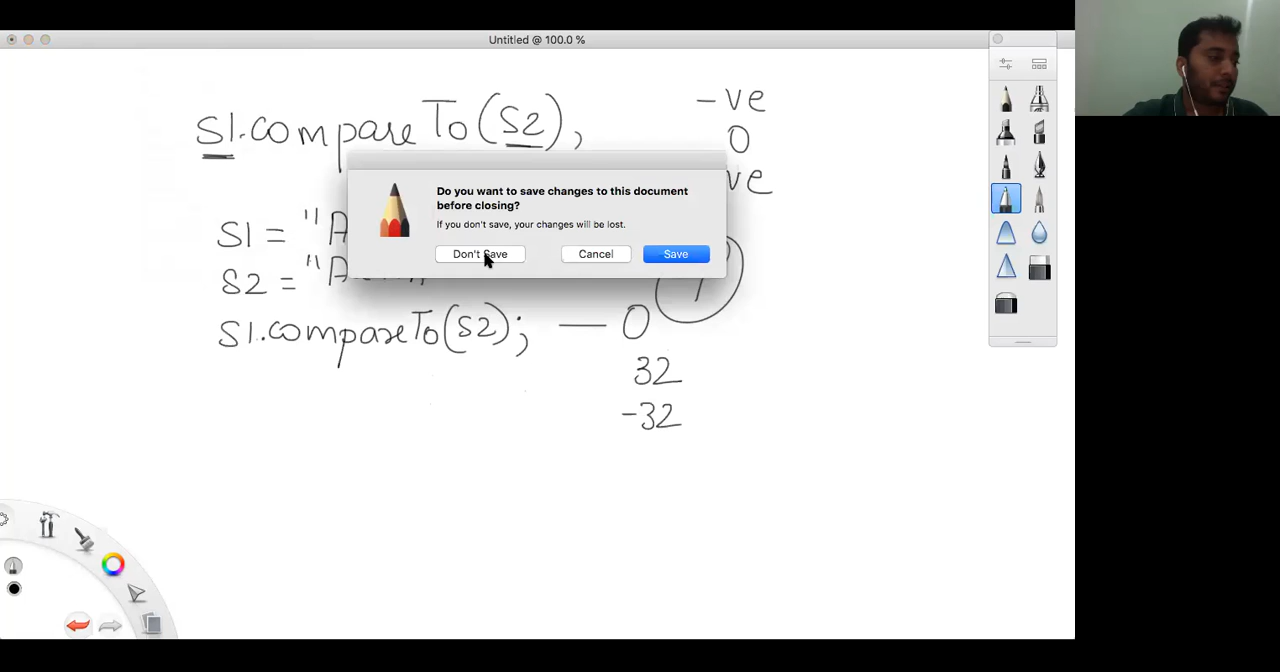 Untitled @ 100.0 %
S1.compareTo(S2);
-ve
0
ve
Do you want to save changes to this document
before closing?
If you don't save, your changes will be lost.
Don't Save
Cancel
Save
S1 = "A
S2 = "A
S1.compareTo(S2); — 0
32
-32